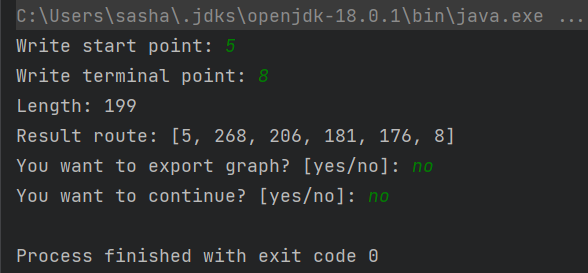 C:\Users\sasha\.jdks\openjdk-18.0.1\bin\java.exe ...
Write start point: 5
Write terminal point: 8
Length: 199
Result route: [5, 268, 206, 181, 176, 8]
You want to export graph? [yes/no]: no
You want to continue? [yes/no]: no
Process finished with exit code 0